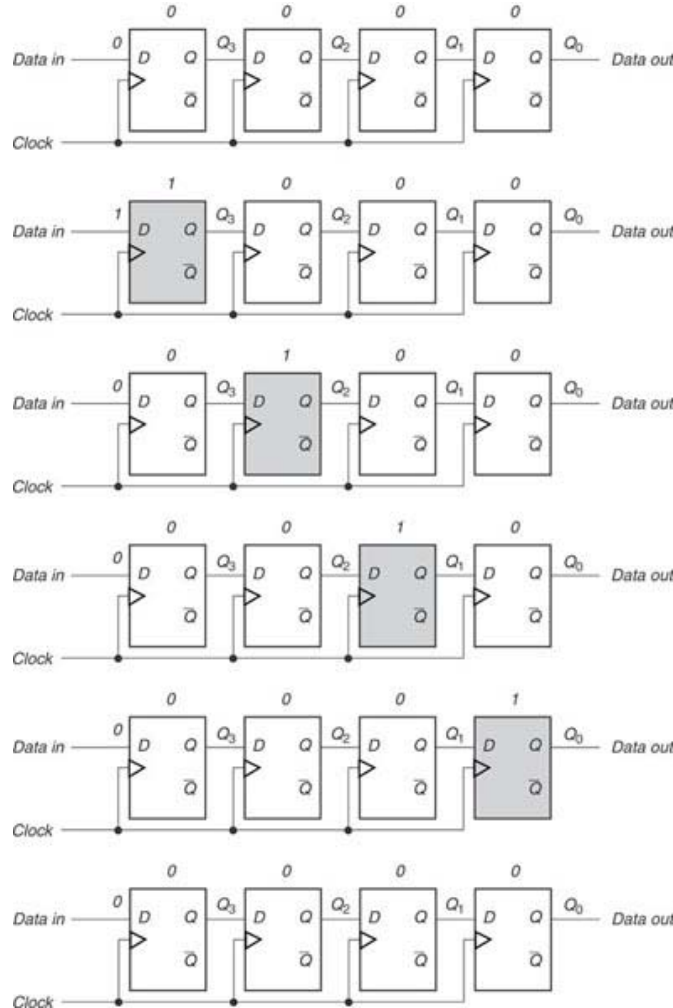 0 0 0 0
Data in 0 D Q Q₃ D Q Q₂ D Q Q₁ D Q Q₀ Data out
Q̅ Q̅ Q̅ Q̅
Clock
1 0 0 0
Data in 1 D Q Q₃ D Q Q₂ D Q Q₁ D Q Q₀ Data out
Q̅ Q̅ Q̅ Q̅
Clock
0 1 0 0
Data in 0 D Q Q₃ D Q Q₂ D Q Q₁ D Q Q₀ Data out
Q̅ Q̅ Q̅ Q̅
Clock
0 0 1 0
Data in 0 D Q Q₃ D Q Q₂ D Q Q₁ D Q Q₀ Data out
Q̅ Q̅ Q̅ Q̅
Clock
0 0 0 1
Data in 0 D Q Q₃ D Q Q₂ D Q Q₁ D Q Q₀ Data out
Q̅ Q̅ Q̅ Q̅
Clock
0 0 0 0
Data in 0 D Q Q₃ D Q Q₂ D Q Q₁ D Q Q₀ Data out
Q̅ Q̅ Q̅ Q̅
Clock